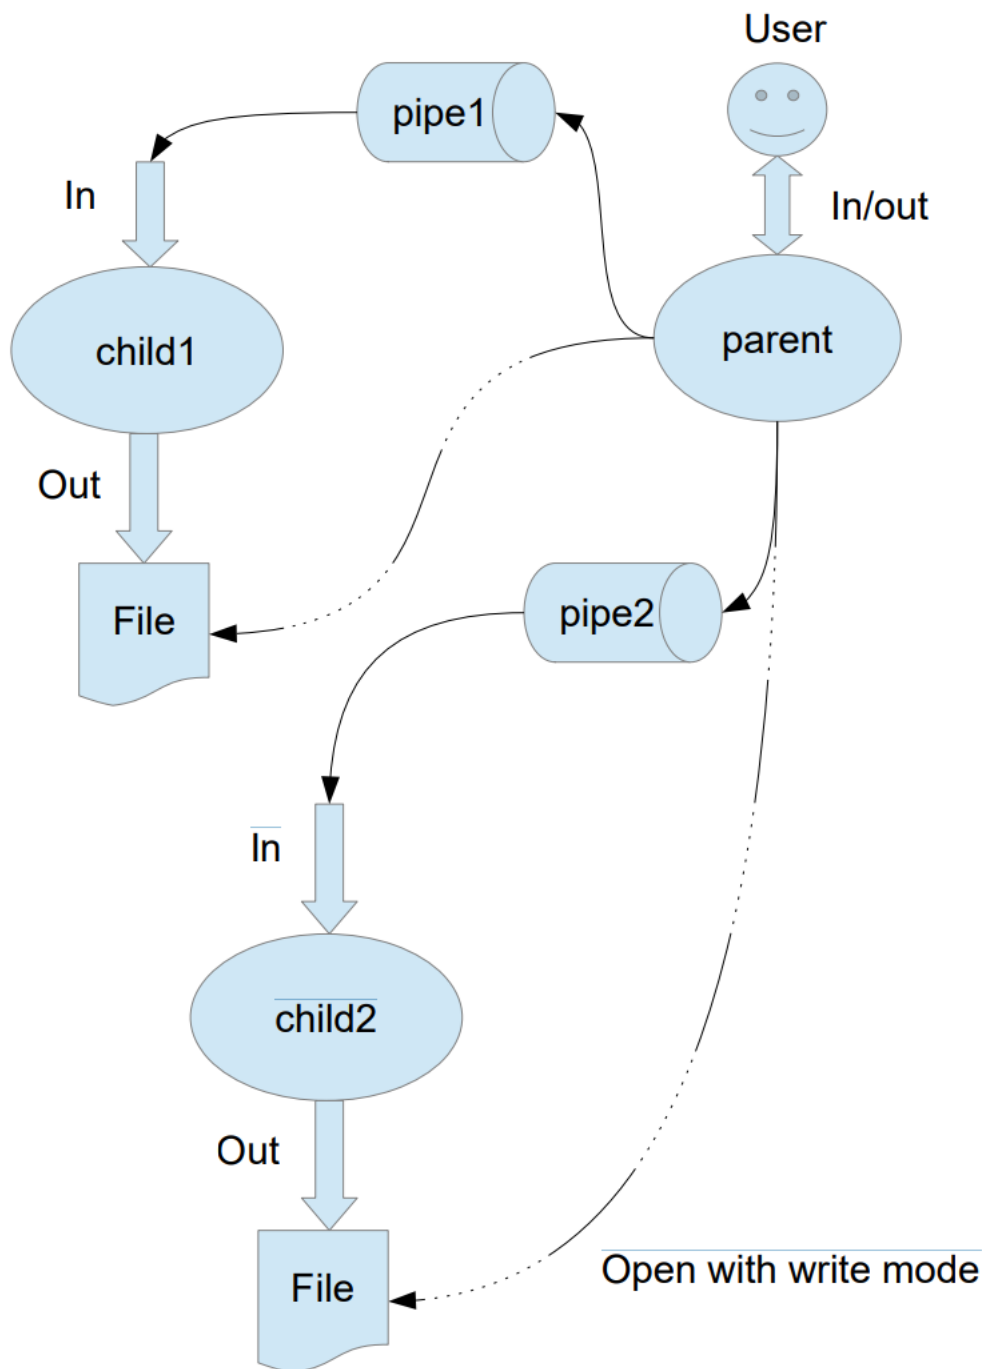 User
pipe1
In
In/out
child1
parent
Out
File
pipe2
In
child2
Out
File
Open with write mode